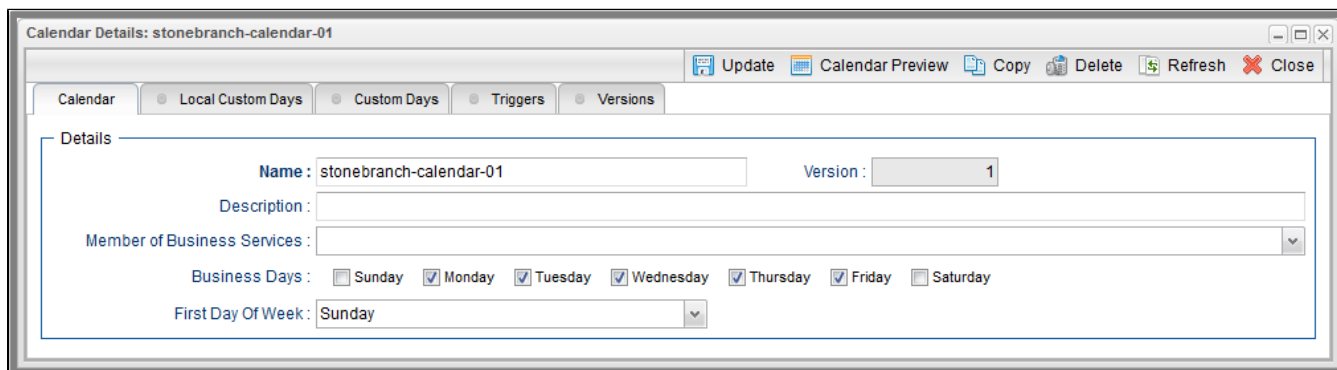 Calendar Details: stonebranch-calendar-01
Update Calendar Preview Copy Delete Refresh Close
Calendar Local Custom Days Custom Days Triggers Versions
Details
Name : stonebranch-calendar-01 Version : 1
Description :
Member of Business Services :
Business Days : Sunday Monday Tuesday Wednesday Thursday Friday Saturday
First Day Of Week : Sunday